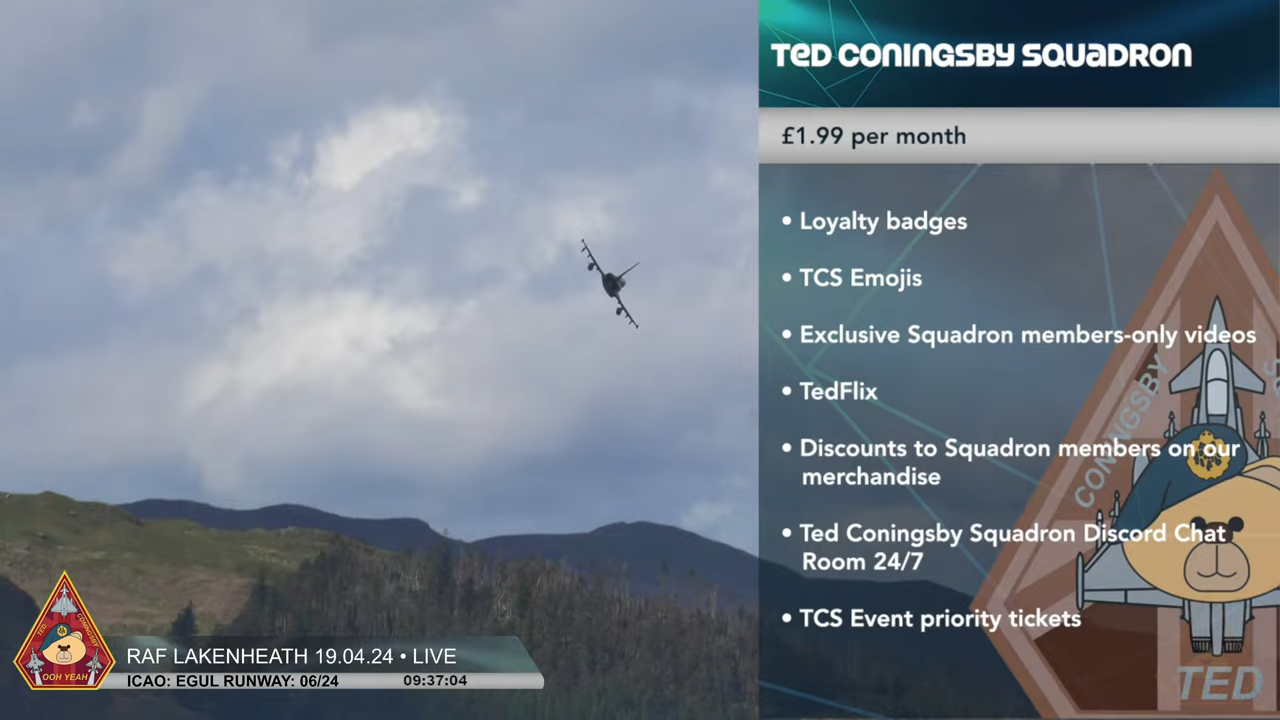 TED CONINGSBY SQUADRON
£1.99 per month
• Loyalty badges
• TCS Emojis
• Exclusive Squadron members-only videos
• TedFlix
• Discounts to Squadron members on our
merchandise
• Ted Coningsby Squadron Discord Chat
Room 24/7
• TCS Event priority tickets
CONINGSBY
TED
TED
CONINGSBY
OOH YEAH
RAF LAKENHEATH 19.04.24 • LIVE
ICAO: EGUL RUNWAY: 06/24
09:37:04